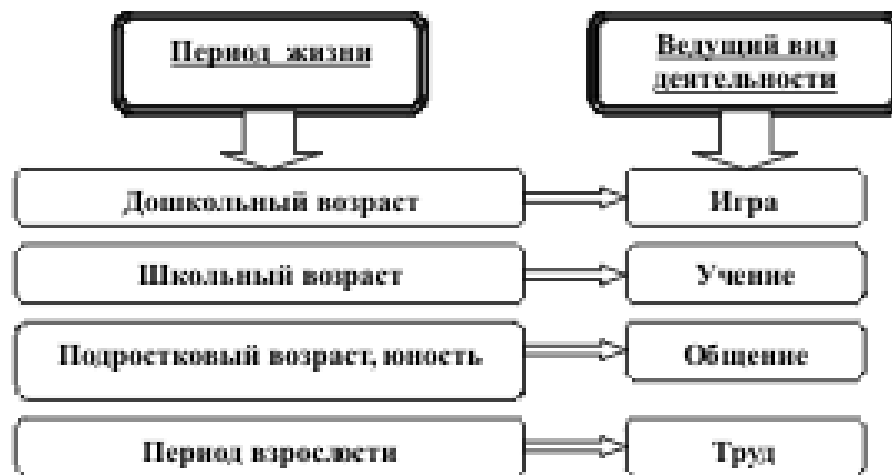 Период жизни
Ведущий вид
деятельности
Дошкольный возраст
Игра
Школьный возраст
Учение
Подростковый возраст, юность
Общение
Период взрослости
Труд